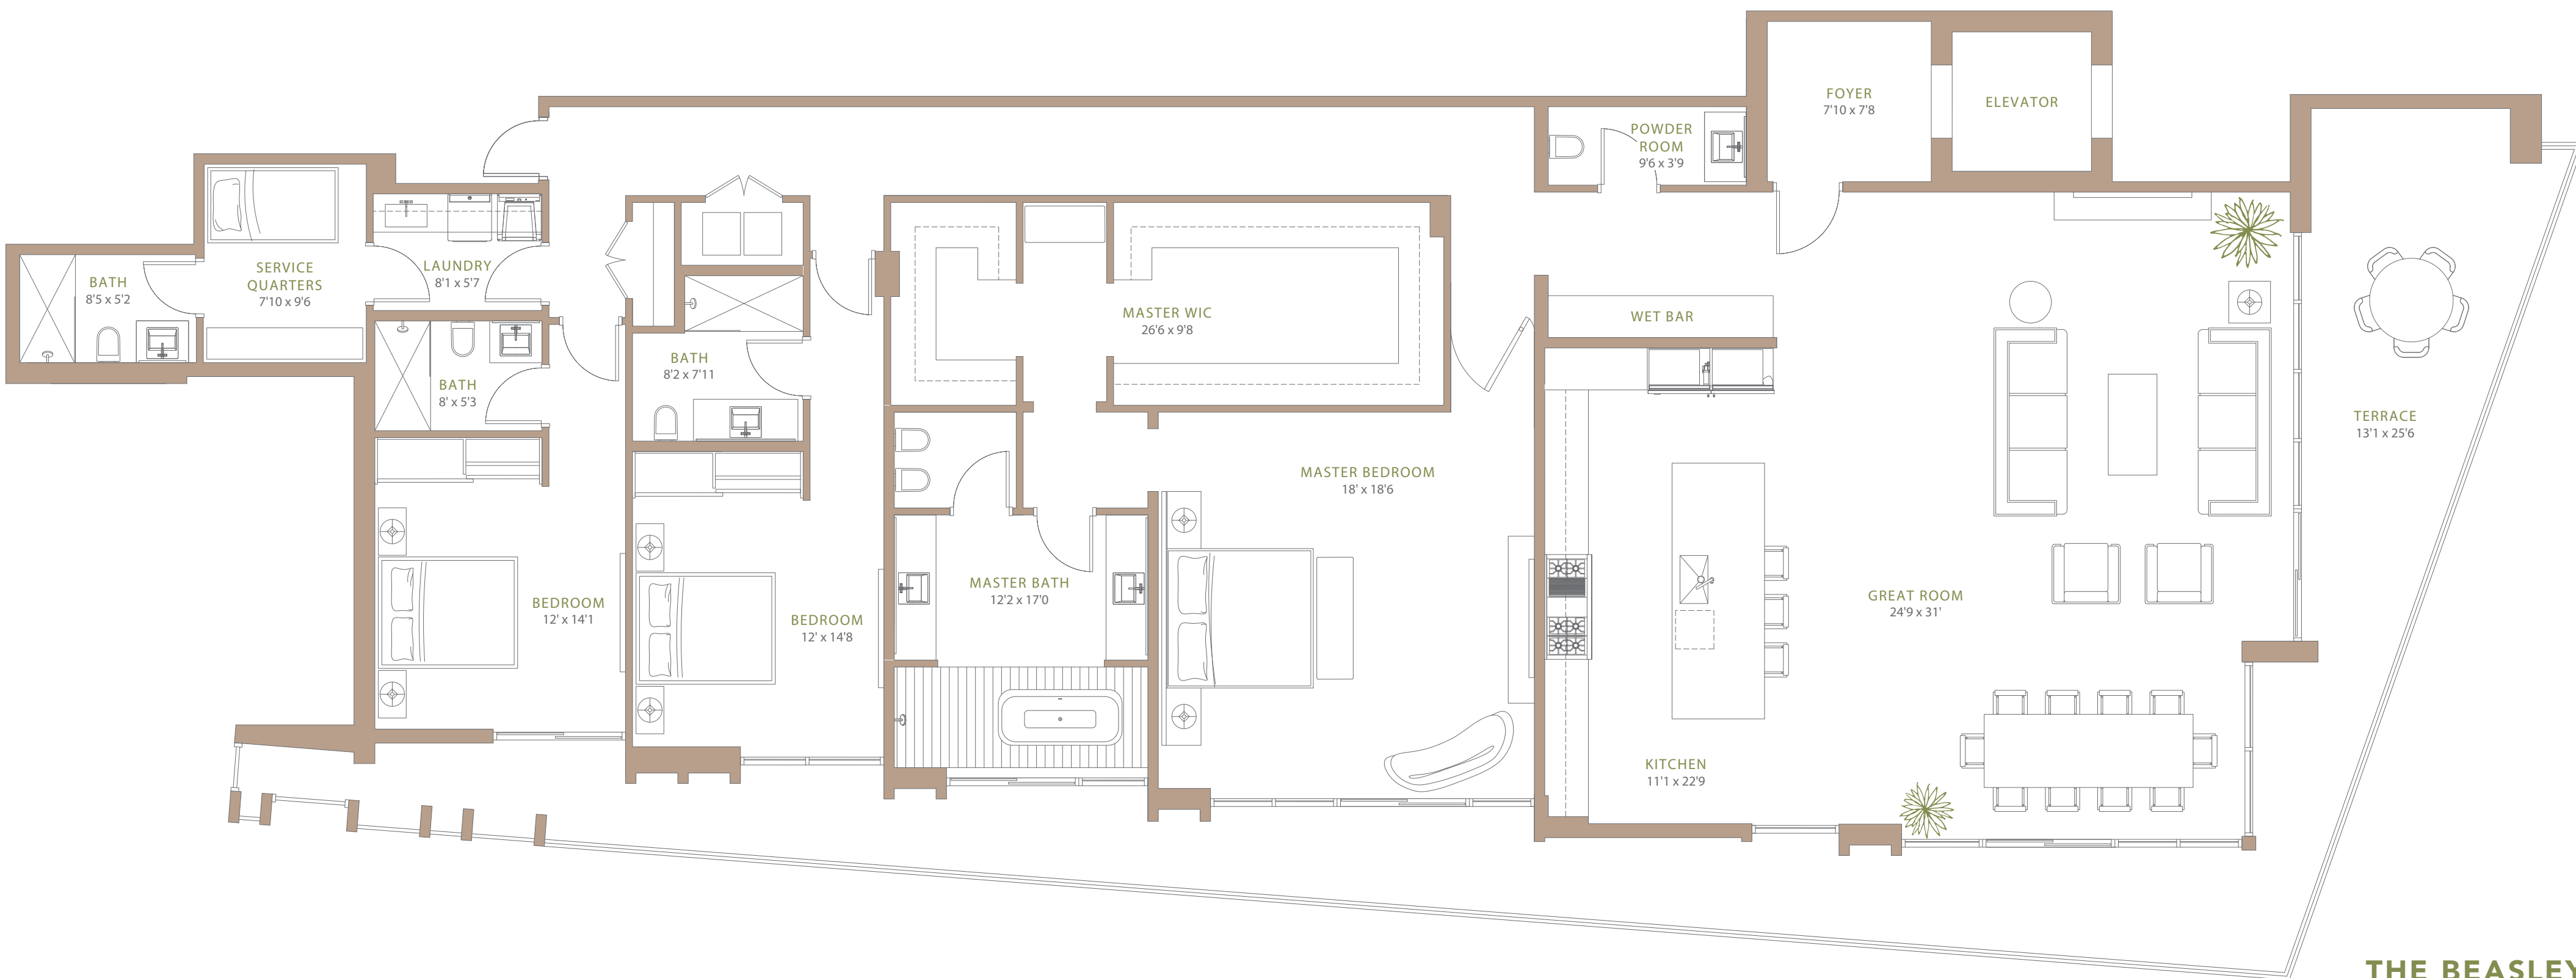 FOYER
7'10 x 7'8
ELEVATOR
POWDER
ROOM
9'6 x 3'9
SERVICE
QUARTERS
7'10 x 9'6
LAUNDRY
8'1 x 5'7
BATH
8'5 x 5'2
MASTER WIC
26'6 x 9'8
WET BAR
BATH
8'2 x 7'11
BATH
8' x 5'3
TERRACE
13'1 x 25'6
MASTER BEDROOM
18' x 18'6
MASTER BATH
12'2 x 17'0
BEDROOM
12' x 14'1
BEDROOM
12' x 14'8
GREAT ROOM
24'9 x 31'
KITCHEN
11'1 x 22'9
THE BEASLEY